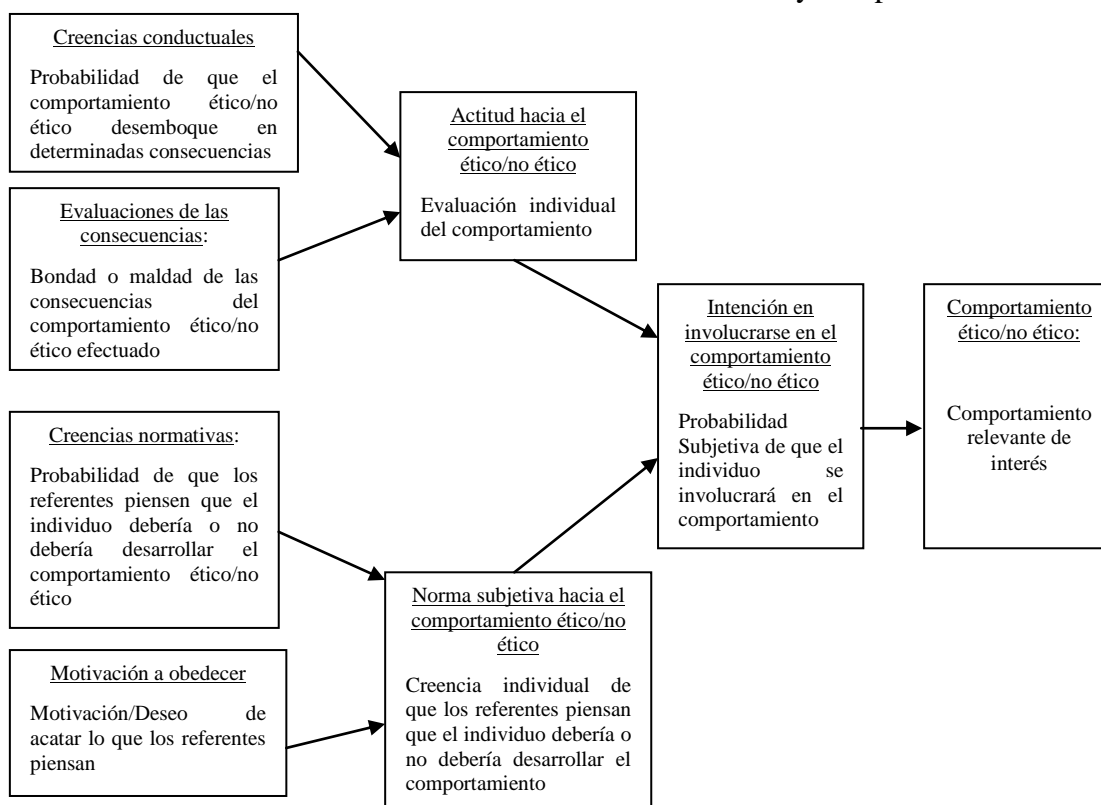 Creencias conductuales
Probabilidad de que el
comportamiento ético/no
ético desemboque en
determinadas consecuencias
Evaluaciones de las
consecuencias:
Bondad o maldad de las
consecuencias del
comportamiento ético/no
ético efectuado
Creencias normativas:
Probabilidad de que los
referentes piensen que el
individuo debería o no
debería desarrollar el
comportamiento ético/no
ético
Motivación a obedecer
Motivación/Deseo de
acatar lo que los referentes
piensan
Actitud hacia el
comportamiento
ético/no ético
Evaluación individual
del comportamiento
Norma subjetiva hacia el
comportamiento ético/no
ético
Creencia individual de
que los referentes piensan
que el individuo debería o
no debería desarrollar el
comportamiento
Intención en
involucrarse en el
comportamiento
ético/no ético
Probabilidad
Subjetiva de que el
individuo se
involucrará en el
comportamiento
Comportamiento
ético/no ético:
Comportamiento
relevante de
interés